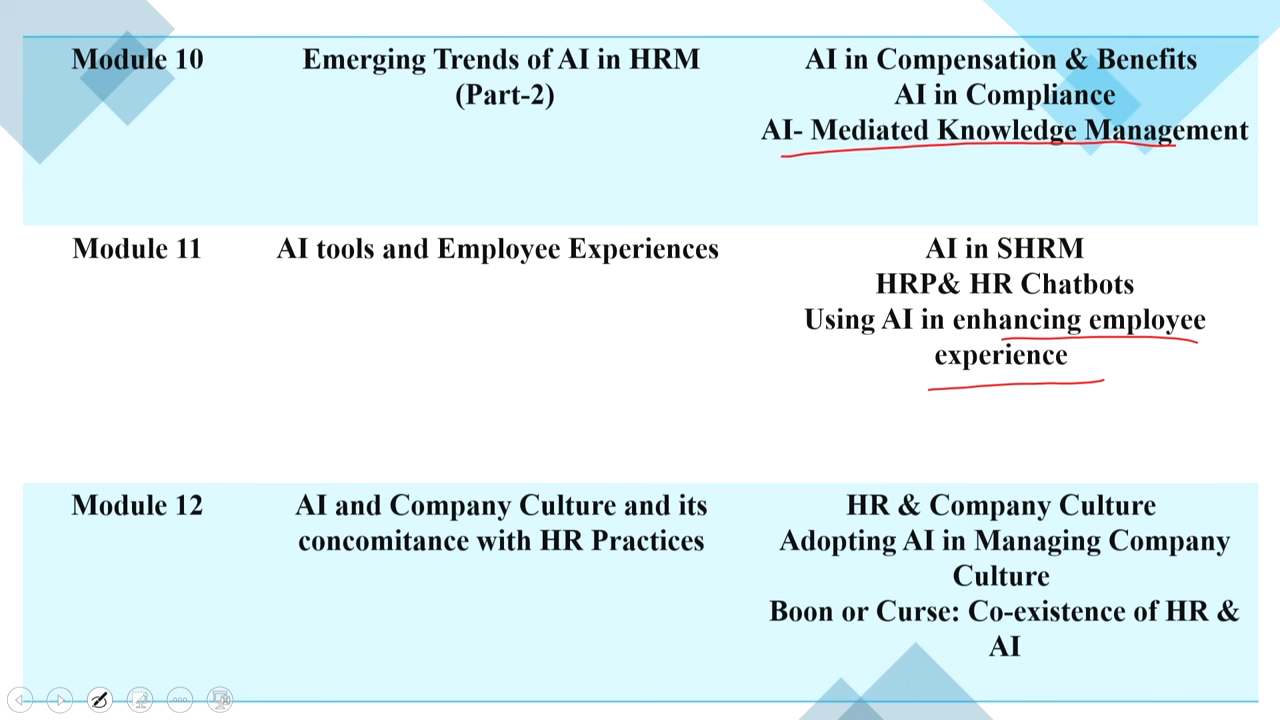 Module 10
Emerging Trends of AI in HRM
(Part-2)
AI in Compensation & Benefits
AI in Compliance
AI- Mediated Knowledge Management
Module 11
AI tools and Employee Experiences
AI in SHRM
HRP& HR Chatbots
Using AI in enhancing employee
experience
Module 12
AI and Company Culture and its
concomitance with HR Practices
HR & Company Culture
Adopting AI in Managing Company
Culture
Boon or Curse: Co-existence of HR &
AI